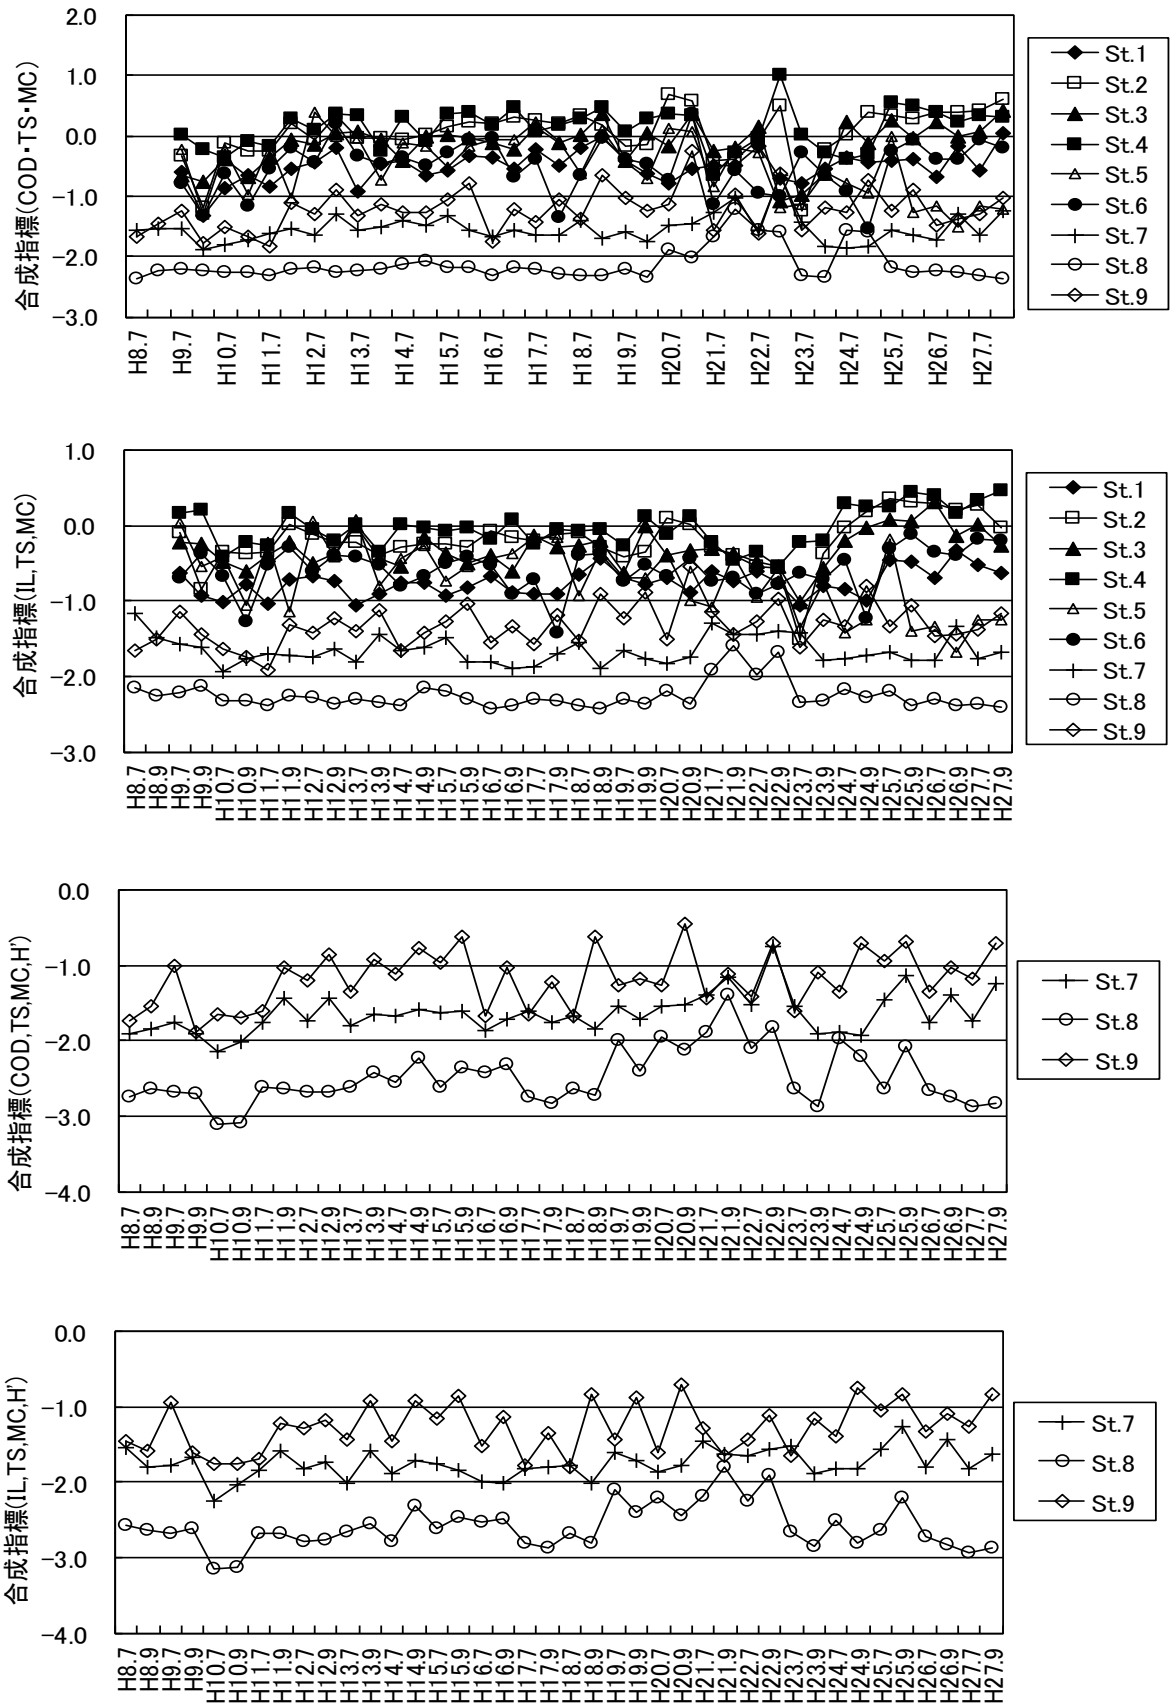 合成指標(COD・TS・MC)
2.0
1.0
0.0
−1.0
−2.0
−3.0
H8.7
H9.7
H10.7
H11.7
H12.7
H13.7
H14.7
H15.7
H16.7
H17.7
H18.7
H19.7
H20.7
H21.7
H22.7
H23.7
H24.7
H25.7
H26.7
H27.7
St.1
St.2
St.3
St.4
St.5
St.6
St.7
St.8
St.9
合成指標(IL,TS,MC)
1.0
0.0
−1.0
−2.0
−3.0
H8.7
H8.9
H9.7
H9.9
H10.7
H10.9
H11.7
H11.9
H12.7
H12.9
H13.7
H13.9
H14.7
H14.9
H15.7
H15.9
H16.7
H16.9
H17.7
H17.9
H18.7
H18.9
H19.7
H19.9
H20.7
H20.9
H21.7
H21.9
H22.7
H22.9
H23.7
H23.9
H24.7
H24.9
H25.7
H25.9
H26.7
H26.9
H27.7
H27.9
St.1
St.2
St.3
St.4
St.5
St.6
St.7
St.8
St.9
合成指標(COD,TS,MC,H')
0.0
−1.0
−2.0
−3.0
−4.0
H8.7
H8.9
H9.7
H9.9
H10.7
H10.9
H11.7
H11.9
H12.7
H12.9
H13.7
H13.9
H14.7
H14.9
H15.7
H15.9
H16.7
H16.9
H17.7
H17.9
H18.7
H18.9
H19.7
H19.9
H20.7
H20.9
H21.7
H21.9
H22.7
H22.9
H23.7
H23.9
H24.7
H24.9
H25.7
H25.9
H26.7
H26.9
H27.7
H27.9
St.7
St.8
St.9
合成指標(IL,TS,MC,H')
0.0
−1.0
−2.0
−3.0
−4.0
H8.7
H8.9
H9.7
H9.9
H10.7
H10.9
H11.7
H11.9
H12.7
H12.9
H13.7
H13.9
H14.7
H14.9
H15.7
H15.9
H16.7
H16.9
H17.7
H17.9
H18.7
H18.9
H19.7
H19.9
H20.7
H20.9
H21.7
H21.9
H22.7
H22.9
H23.7
H23.9
H24.7
H24.9
H25.7
H25.9
H26.7
H26.9
H27.7
H27.9
St.7
St.8
St.9